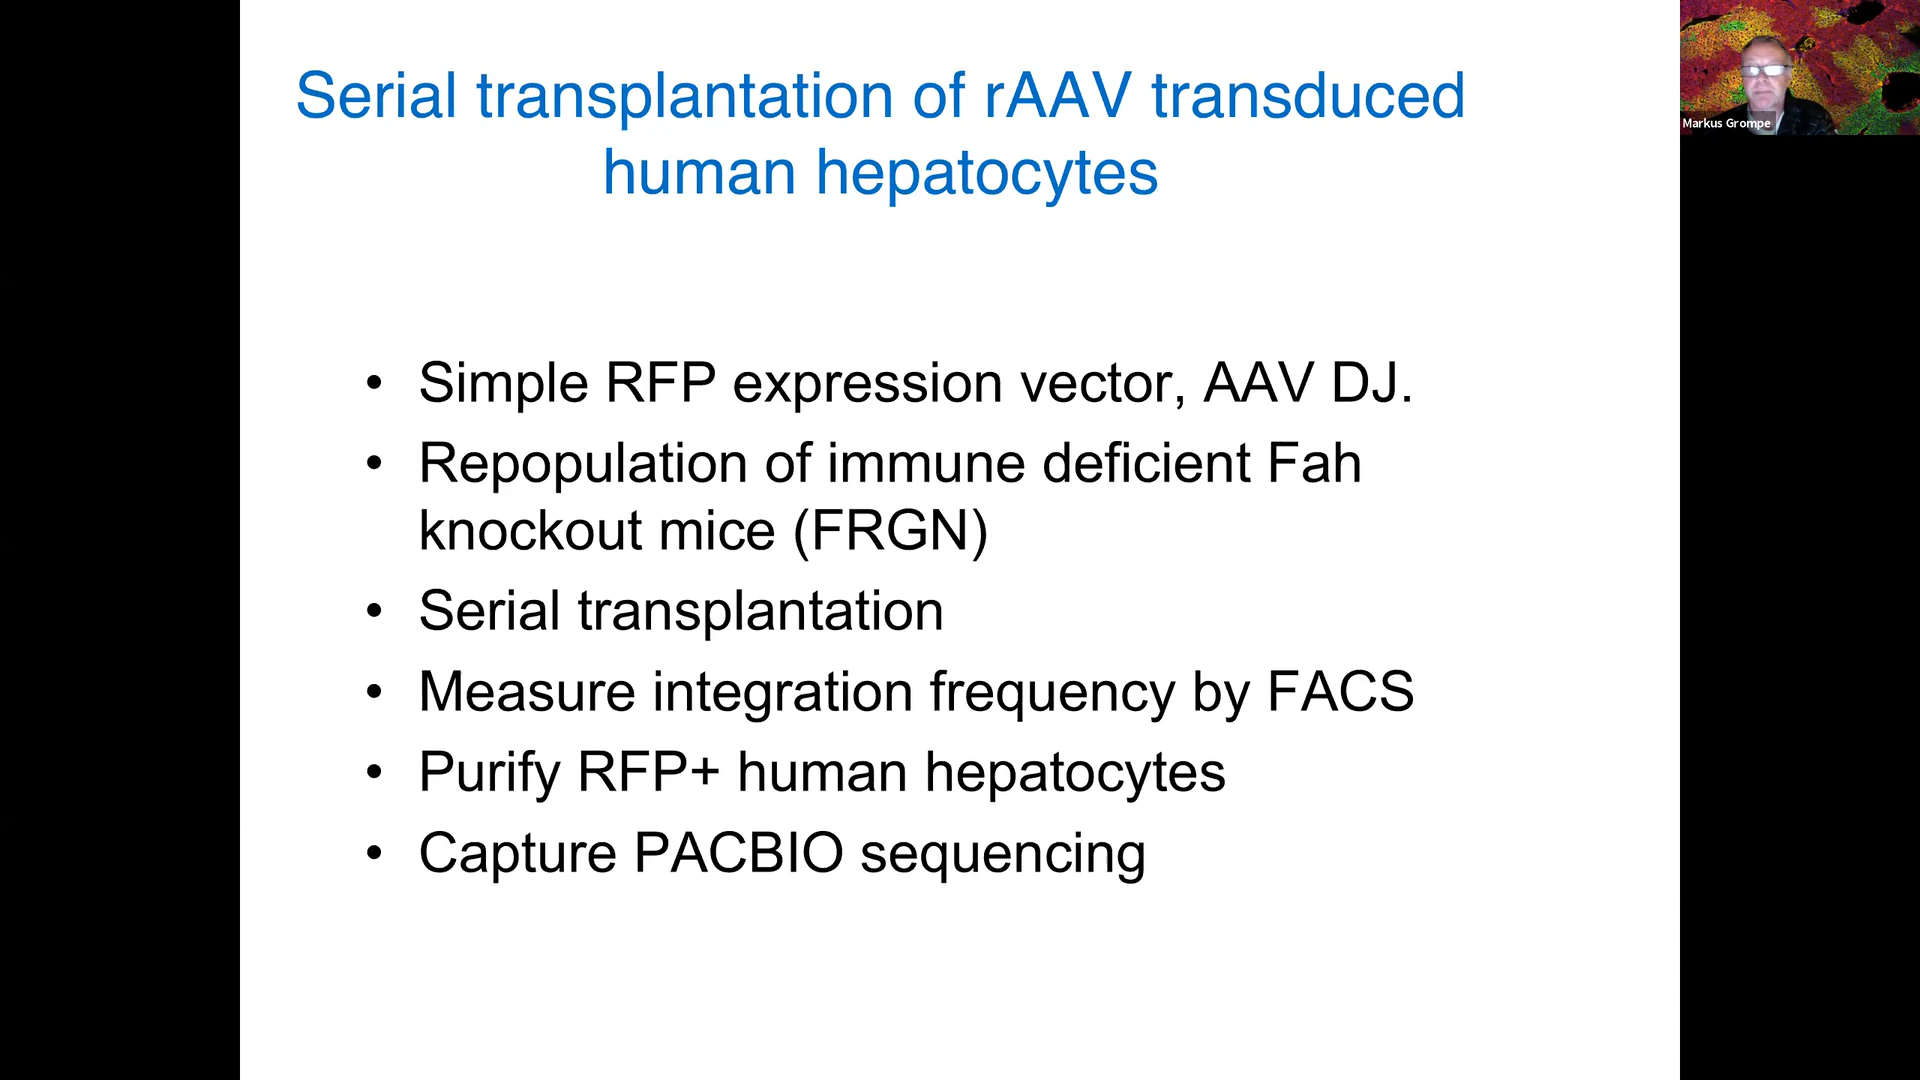 Serial transplantation of rAAV transduced
human hepatocytes
• Simple RFP expression vector, AAV DJ.
• Repopulation of immune deficient Fah
knockout mice (FRGN)
• Serial transplantation
• Measure integration frequency by FACS
• Purify RFP+ human hepatocytes
• Capture PACBIO sequencing
Markus Grompe